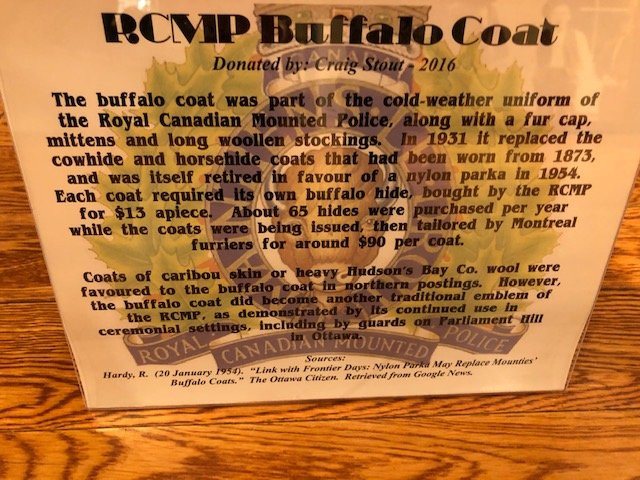 RCMP Buffalo Coat
Donated by: Craig Stout - 2016
The buffalo coat was part of the cold-weather uniform of
the Royal Canadian Mounted Police, along with a fur cap,
mittens and long woollen stockings. In 1931 it replaced the
cowhide and horsehide coats that had been worn from 1873,
and was itself retired in favour of a nylon parka in 1954.
Each coat required its own buffalo hide, bought by the RCMP
for $13 apiece. About 65 hides were purchased per year
while the coats were being issued, then tailored by Montreal
furriers for around $90 per coat.
Coats of caribou skin or heavy Hudson's Bay Co. wool were
favoured to the buffalo coat in northern postings. However,
the buffalo coat did become another traditional emblem of
the RCMP, as demonstrated by its continued use in
ceremonial settings, including by guards on Parliament Hill
in Ottawa.
ROYAL CANADIAN MOUNTED POLICE
Sources:
Hardy, R. (20 January 1954). "Link with Frontier Days: Nylon Parka May Replace Mounties'
Buffalo Coats." The Ottawa Citizen. Retrieved from Google News.